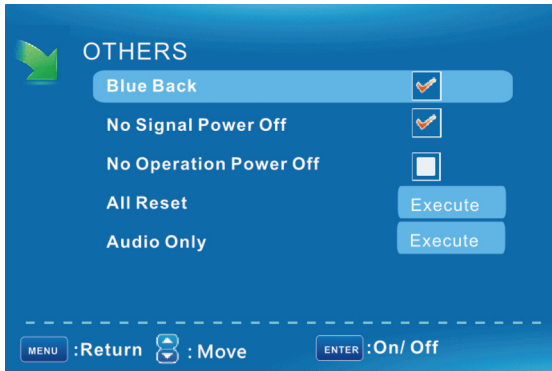 OTHERS
Blue Back
No Signal Power Off
No Operation Power Off
All Reset Execute
Audio Only Execute
MENU :Return : Move ENTER :On/ Off